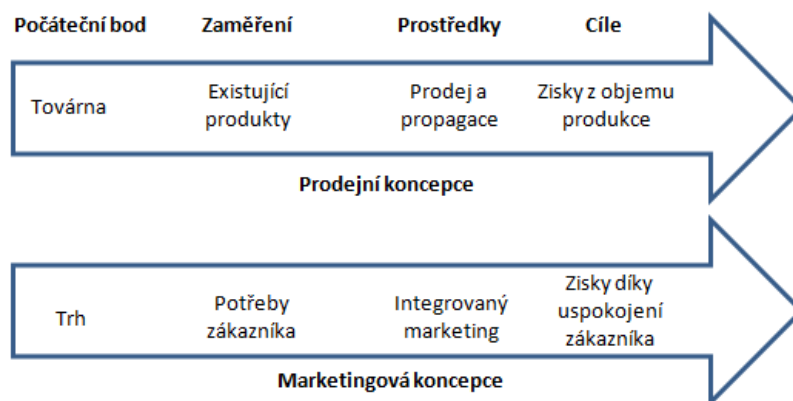 Počáteční bod Zaměření Prostředky Cíle
Továrna
Existující
produkty
Prodej a
propagace
Zisky z objemu
produkce
Prodejní koncepce
Trh
Potřeby
zákazníka
Integrovaný
marketing
Zisky díky
uspokojení
zákazníka
Marketingová koncepce